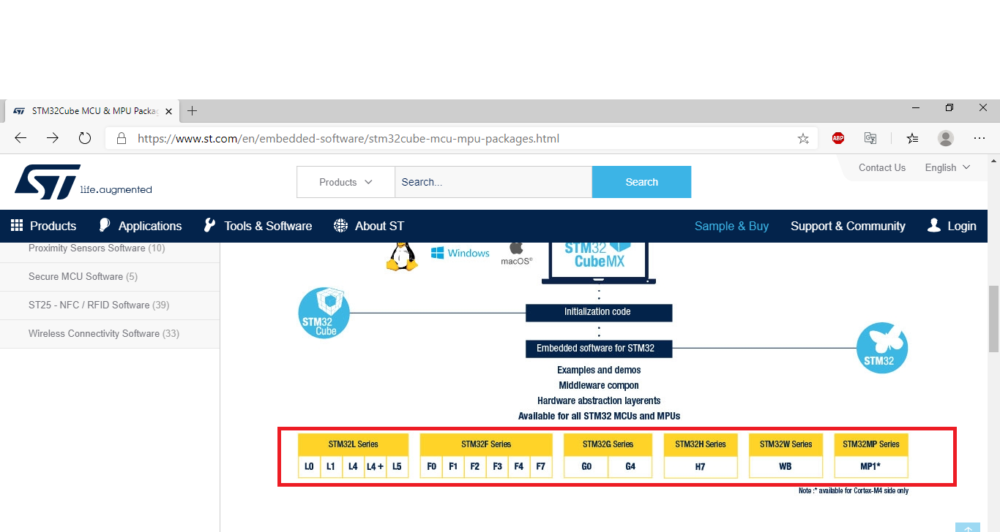 STM32Cube MCU & MPU Packa
https://www.st.com/en/embedded-software/stm32cube-mcu-mpu-packages.html
ABP
ST life.augmented
Products
Search...
Search
Contact Us
English
Products
Applications
Tools & Software
About ST
Sample & Buy
Support & Community
Login
Proximity Sensors Software (10)
Secure MCU Software (5)
ST25 - NFC / RFID Software (39)
Wireless Connectivity Software (33)
Windows
macOS®
STM32
CubeMX
STM32
Cube
Initialization code
Embedded software for STM32
STM32
Examples and demos
Middleware compon
Hardware abstraction layerents
Available for all STM32 MCUs and MPUs
STM32L Series
L0 L1 L4 L4+ L5
STM32F Series
F0 F1 F2 F3 F4 F7
STM32G Series
G0 G4
STM32H Series
H7
STM32W Series
WB
STM32MP Series
MP1*
Note :* available for Cortex-M4 side only